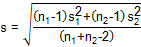 s = √(((n₁-1)s₁²+(n₂-1)s₂²)/(n₁+n₂-2))